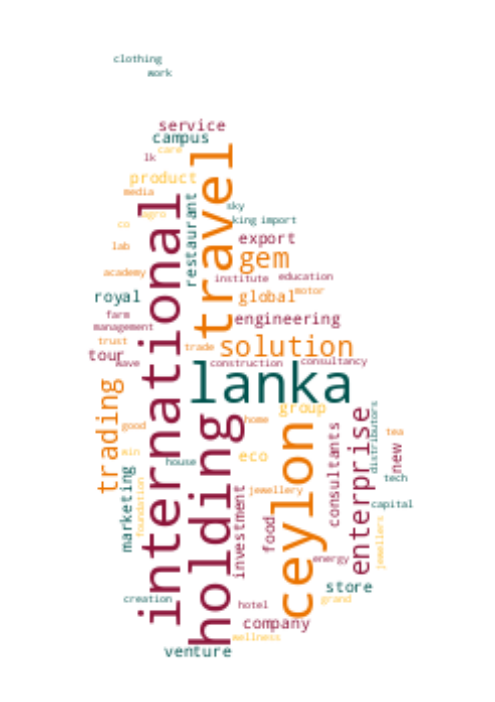 clothing
work
service
campus
care
lk
product
media
agro
co
lab
academy
royal
farm
management
trust
tour
wave
international
travel
restaurant
sky
king
import
export
gem
institute
education
motor
global
engineering
trade
solution
construction
consultancy
lanka
trading
good
win
marketing
foundation
house
holding
home
group
eco
ceylon
jewellery
investment
food
consultants
enterprise
distributors
tea
new
tech
capital
jewellers
energy
store
grand
creation
hotel
company
wellness
venture